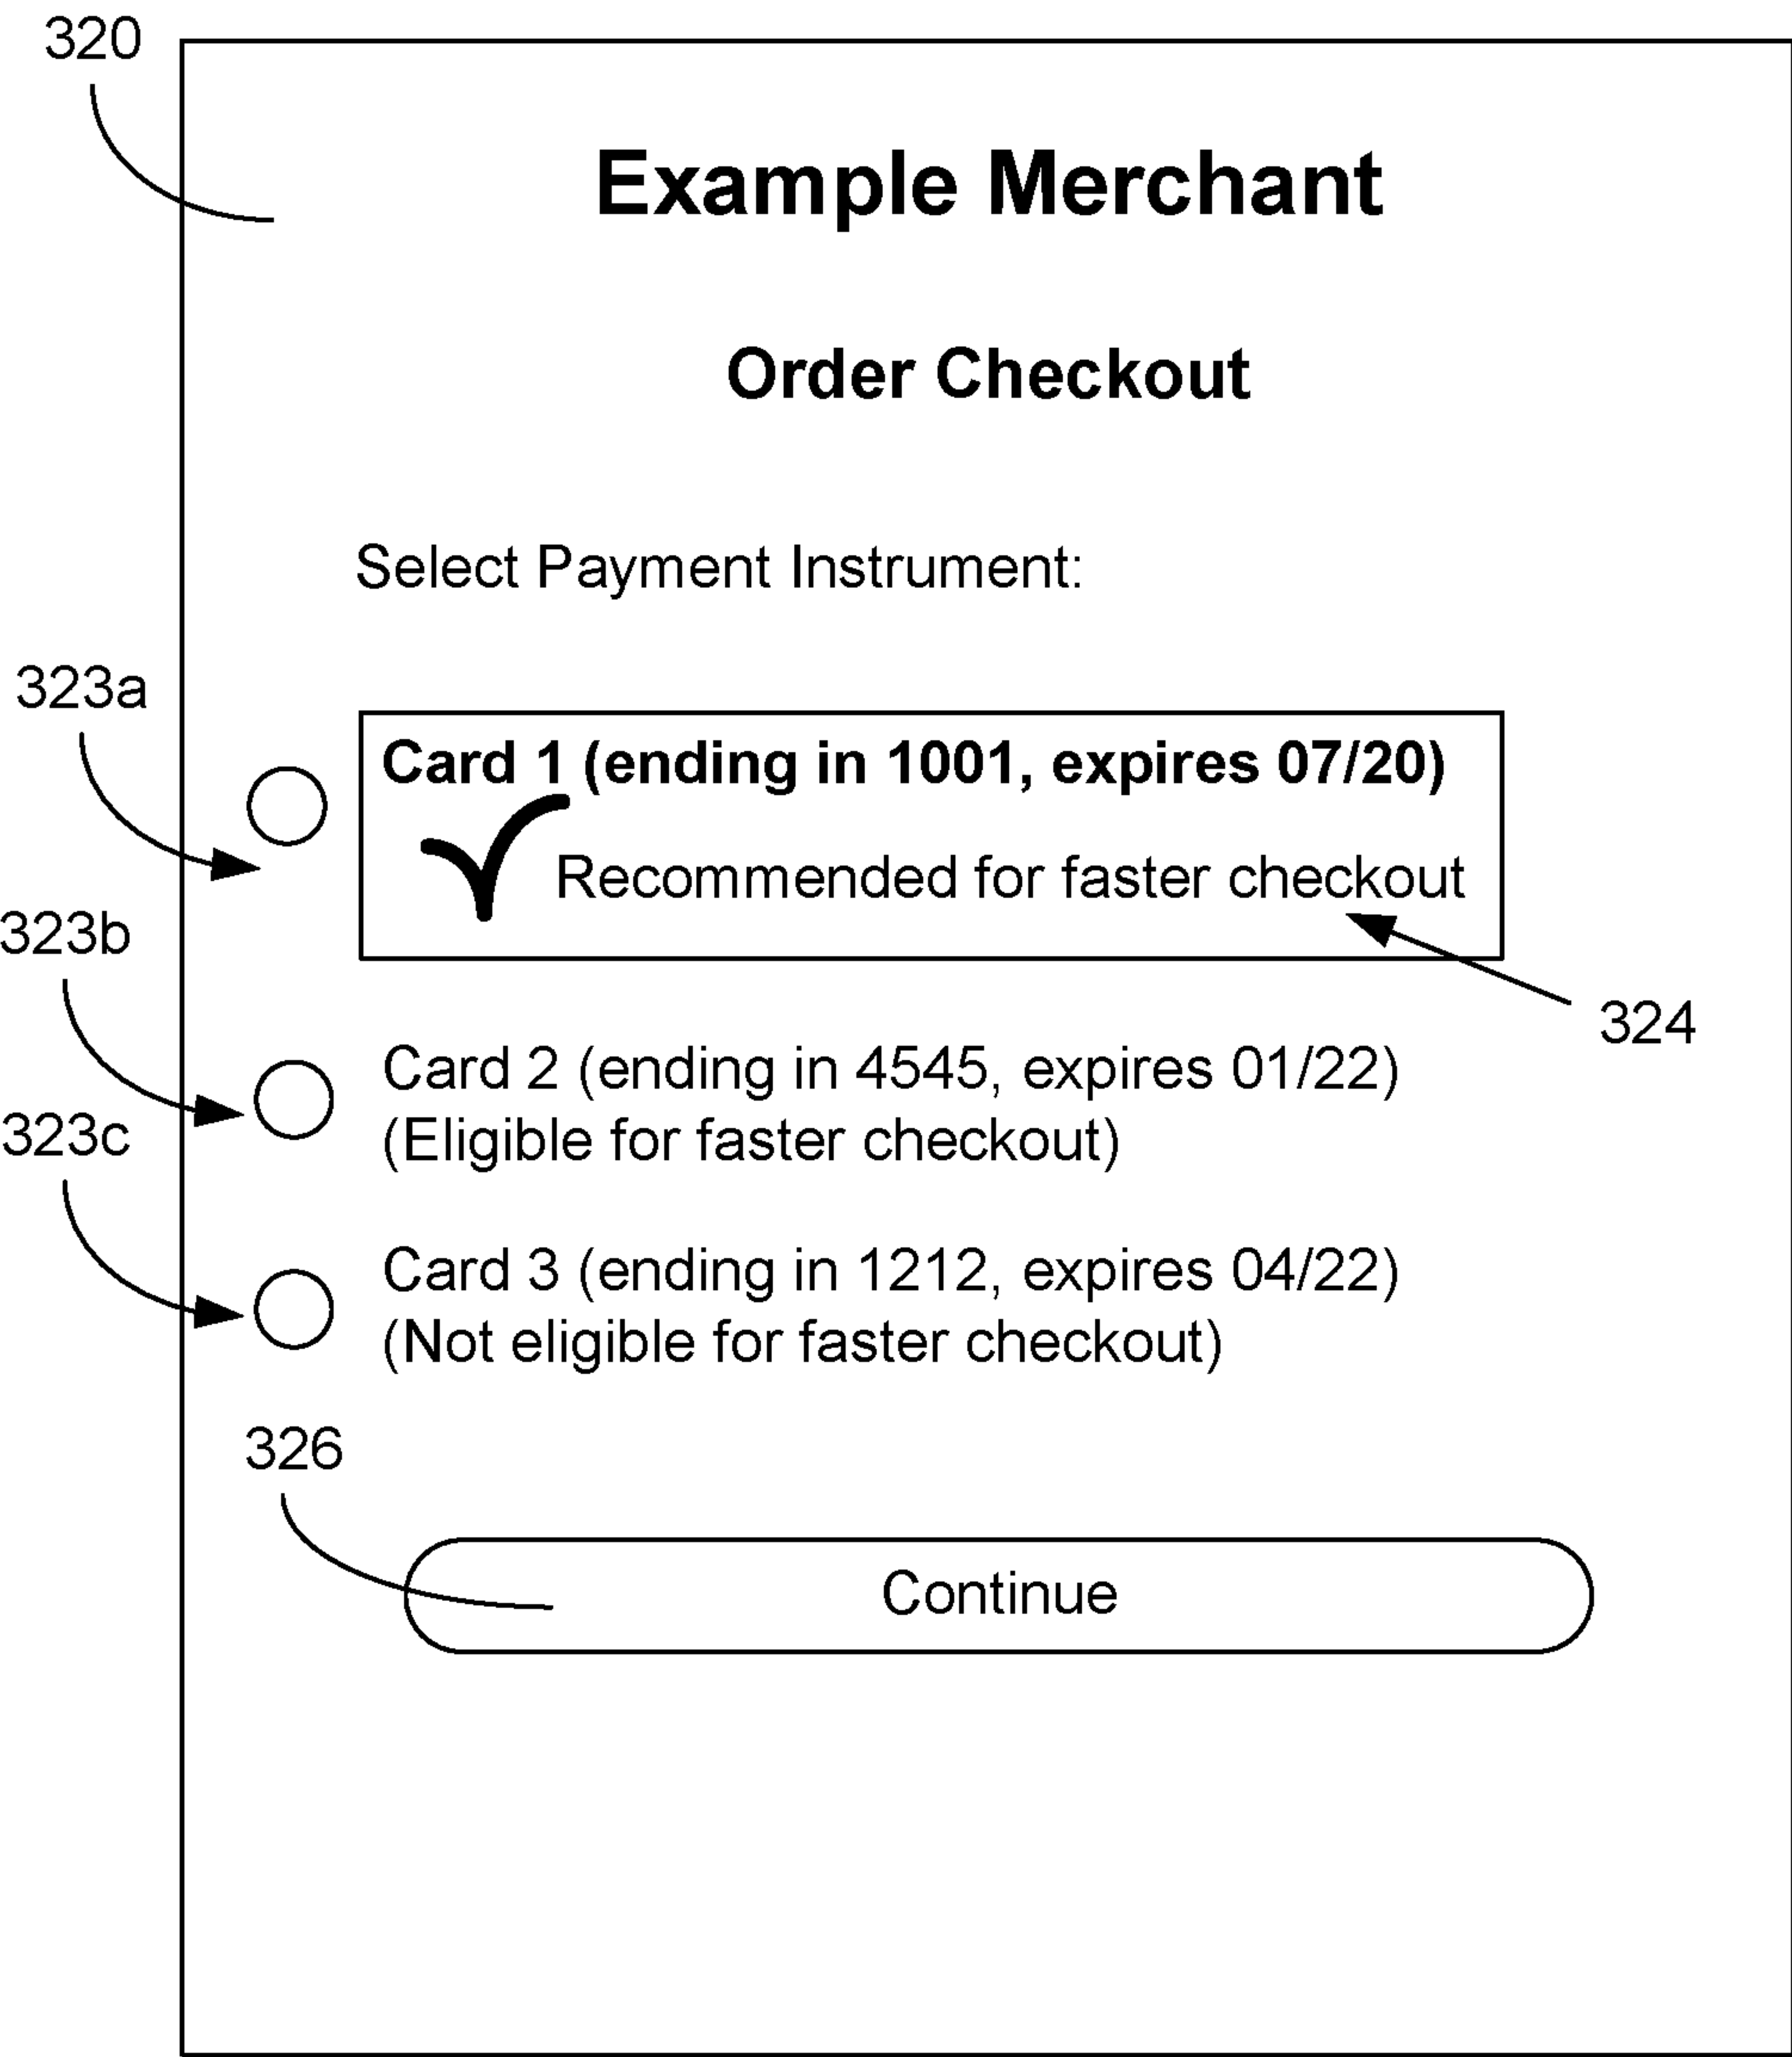 320
Example Merchant
Order Checkout
Select Payment Instrument:
323a
Card 1 (ending in 1001, expires 07/20)
Recommended for faster checkout
323b
324
Card 2 (ending in 4545, expires 01/22)
(Eligible for faster checkout)
323c
Card 3 (ending in 1212, expires 04/22)
(Not eligible for faster checkout)
326
Continue